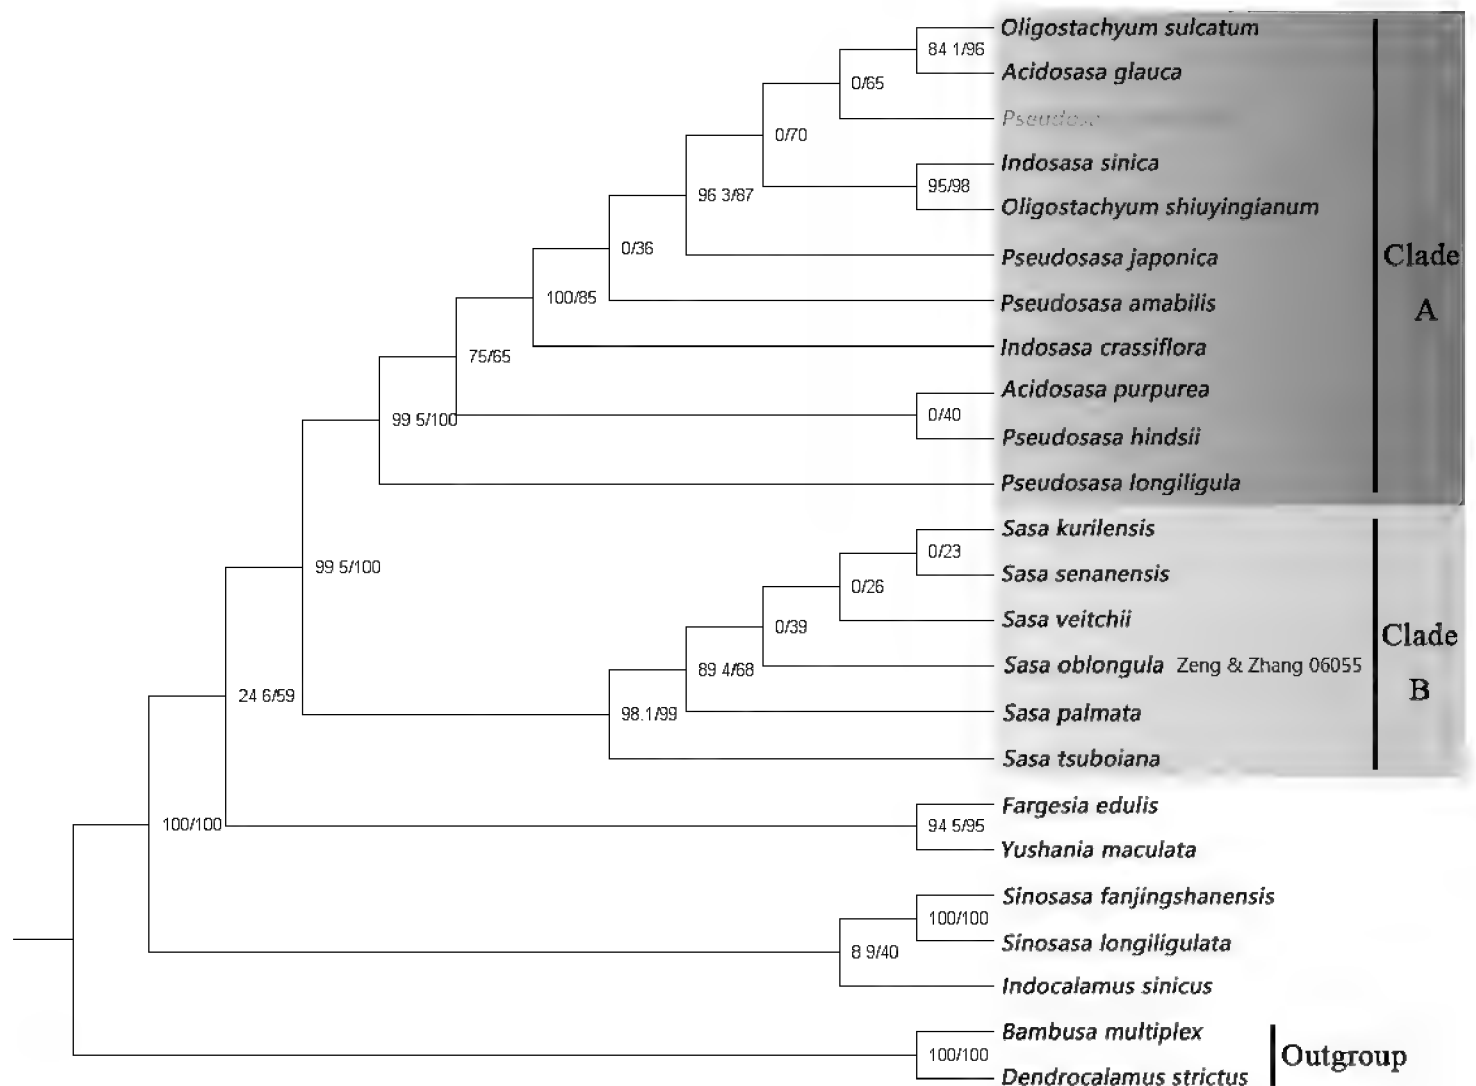 Oligostachyum sulcatum
84 1/96
Acidosasa glauca
0/65
0/70
Indosasa sinica
95/98
96 3/87
Oligostachyum shiuyingianum
0/36
Pseudosasa japonica
Clade
A
100/85
Pseudosasa amabilis
75/65
Indosasa crassiflora
Acidosasa purpurea
99 5/100
0/40
Pseudosasa hindsii
Pseudosasa longiligula
Sasa kurilensis
0/23
99 5/100
Sasa senanensis
0/26
Sasa veitchii
0/39
Clade
B
89 4/68
Sasa oblongula Zeng & Zhang 06055
24 6/59
98.1/99
Sasa palmata
Sasa tsuboiana
Fargesia edulis
100/100
94 5/95
Yushania maculata
Sinosasa fanjingshanensis
100/100
Sinosasa longiligulata
8 9/40
Indocalamus sinicus
Bambusa multiplex
100/100
Outgroup
Dendrocalamus strictus